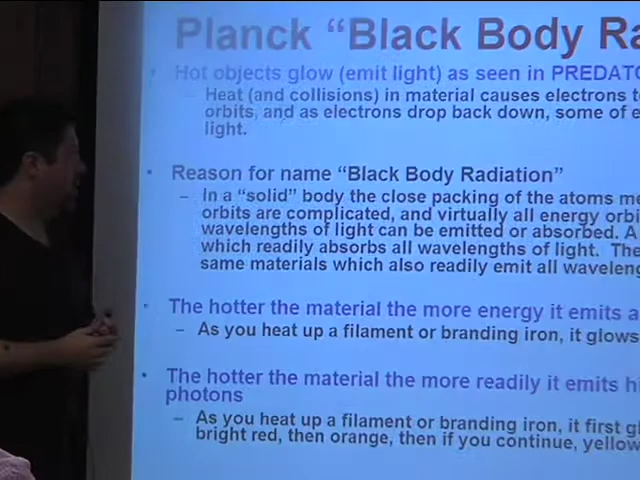 Planck “Black Body Ra
• Hot objects glow (emit light) as seen in PREDATO
– Heat (and collisions) in material causes electrons t
orbits, and as electrons drop back down, some of e
light.
• Reason for name “Black Body Radiation”
– In a “solid” body the close packing of the atoms me
orbits are complicated, and virtually all energy orbi
wavelengths of light can be emitted or absorbed. A
which readily absorbs all wavelengths of light. The
same materials which also readily emit all waveleng
• The hotter the material the more energy it emits a
– As you heat up a filament or branding iron, it glows
• The hotter the material the more readily it emits hi
photons
– As you heat up a filament or branding iron, it first gl
bright red, then orange, then if you continue, yellow